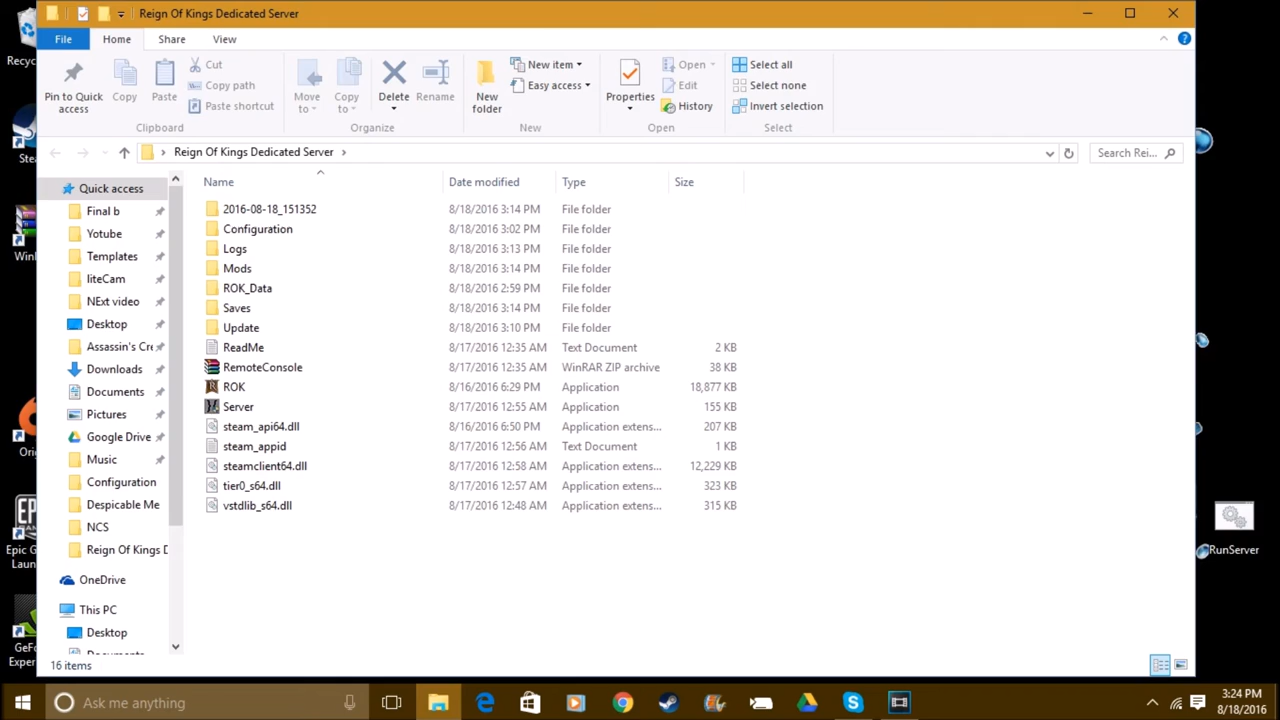 Reign Of Kings Dedicated Server
File Home Share View
Pin to Quick access
Copy
Paste
Cut
Copy path
Paste shortcut
Clipboard
Move to
Copy to
Delete
Rename
Organize
New folder
New item
Easy access
New
Properties
Open
Edit
History
Open
Select all
Select none
Invert selection
Select
Reign Of Kings Dedicated Server
Search Rei...
Name Date modified Type Size
2016-08-18_151352 8/18/2016 3:14 PM File folder
Configuration 8/18/2016 3:02 PM File folder
Logs 8/18/2016 3:13 PM File folder
Mods 8/18/2016 3:14 PM File folder
ROK_Data 8/18/2016 2:59 PM File folder
Saves 8/18/2016 3:14 PM File folder
Update 8/18/2016 3:10 PM File folder
ReadMe 8/17/2016 12:35 AM Text Document 2 KB
RemoteConsole 8/17/2016 12:35 AM WinRAR ZIP archive 38 KB
ROK 8/16/2016 6:29 PM Application 18,877 KB
Server 8/17/2016 12:55 AM Application 155 KB
steam_api64.dll 8/16/2016 6:50 PM Application extens... 207 KB
steam_appid 8/17/2016 12:56 AM Text Document 1 KB
steamclient64.dll 8/17/2016 12:58 AM Application extens... 12,229 KB
tier0_s64.dll 8/17/2016 12:57 AM Application extens... 323 KB
vstdlib_s64.dll 8/17/2016 12:48 AM Application extens... 315 KB
Quick access
Final b
Yotube
Templates
liteCam
NExt video
Desktop
Assassin's Cre
Downloads
Documents
Pictures
Google Drive
Music
Configuration
Despicable Me
NCS
Reign Of Kings D
OneDrive
This PC
Desktop
16 items
Recyc
Stea
Win
Ori
Epic G
Laun
GeFo
Experi
RunServer
Ask me anything
3:24 PM
8/18/2016